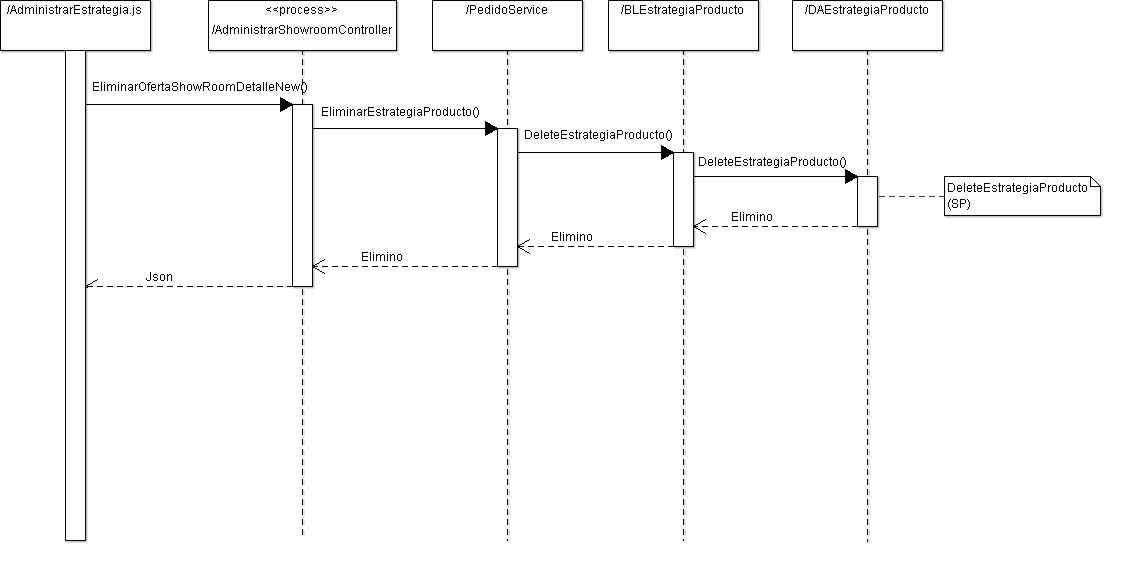 /AdministrarEstrategia.js
<<process>>
/AdministrarShowroomController
/PedidoService
/BLEstrategiaProducto
/DAEstrategiaProducto
EliminarOfertaShowRoomDetalleNew()
EliminarEstrategiaProducto()
DeleteEstrategiaProducto()
DeleteEstrategiaProducto()
DeleteEstrategiaProducto
(SP)
Elimino
Elimino
Elimino
Json